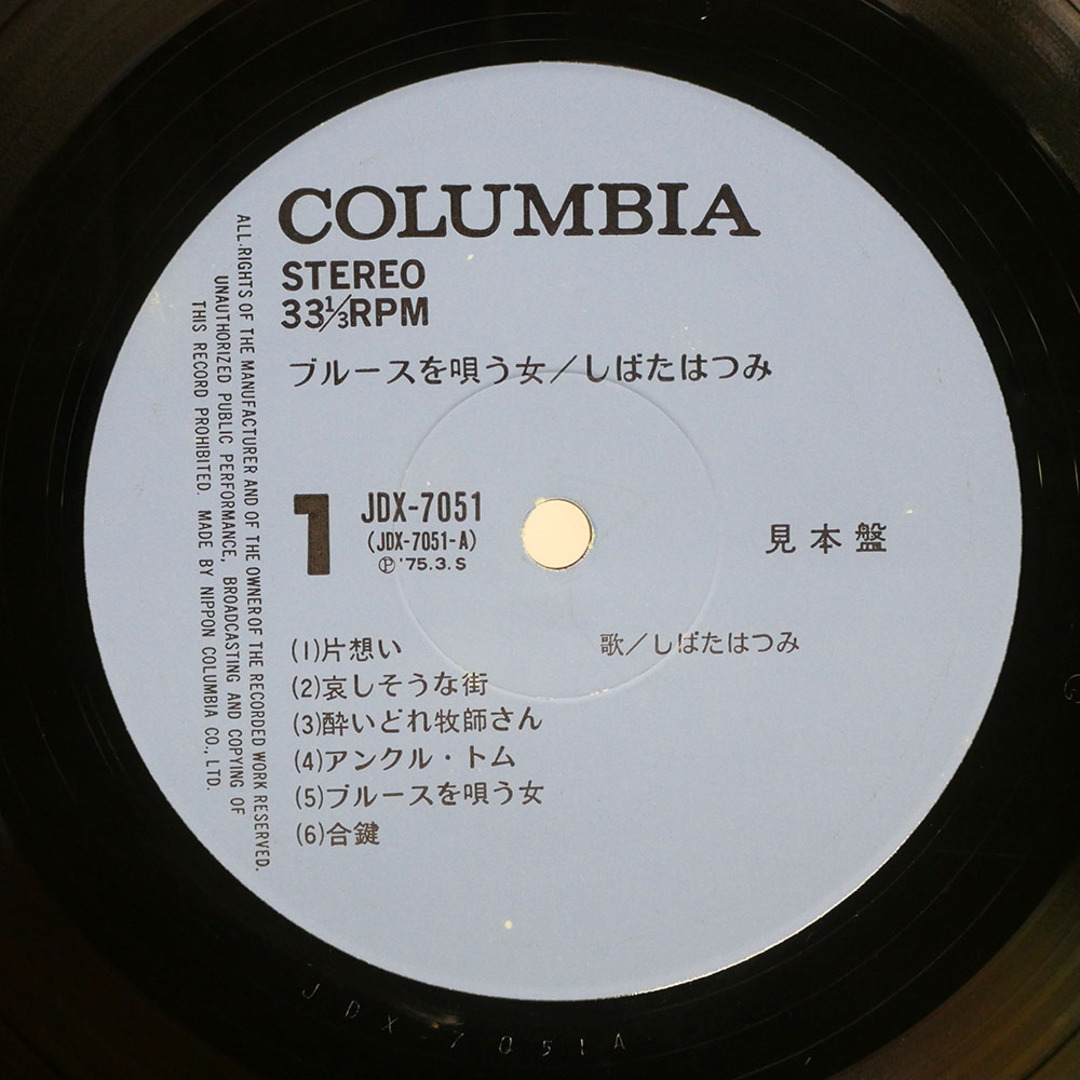 COLUMBIA
STEREO
33⅓RPM
ブルースを唄う女／しばたはつみ
1
JDX-7051
(JDX-7051-A)
Ⓟ'75.3.S
見本盤
歌／しばたはつみ
(1)片想い
(2)哀しそうな街
(3)酔いどれ牧師さん
(4)アンクル・トム
(5)ブルースを唄う女
(6)合鍵
ALL RIGHTS OF THE MANUFACTURER AND OF THE OWNER OF THE RECORDED WORK RESERVED.
UNAUTHORIZED PUBLIC PERFORMANCE, BROADCASTING AND COPYING OF
THIS RECORD PROHIBITED. MADE BY NIPPON COLUMBIA CO., LTD.
JDX-7051A